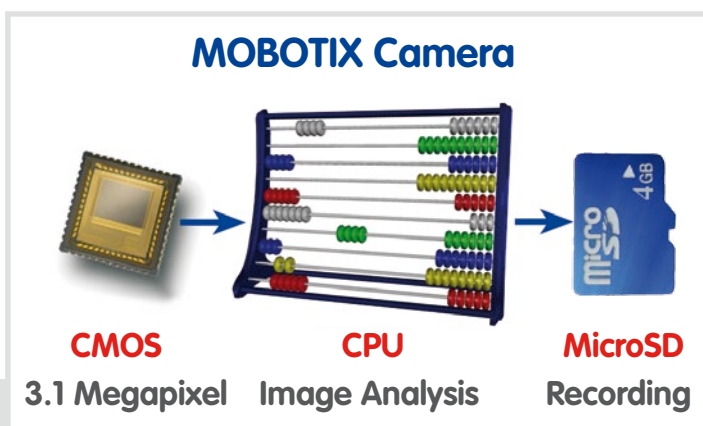 MOBOTIX Camera
4GB
micro
SD
CMOS
CPU
MicroSD
3.1 Megapixel
Image Analysis
Recording